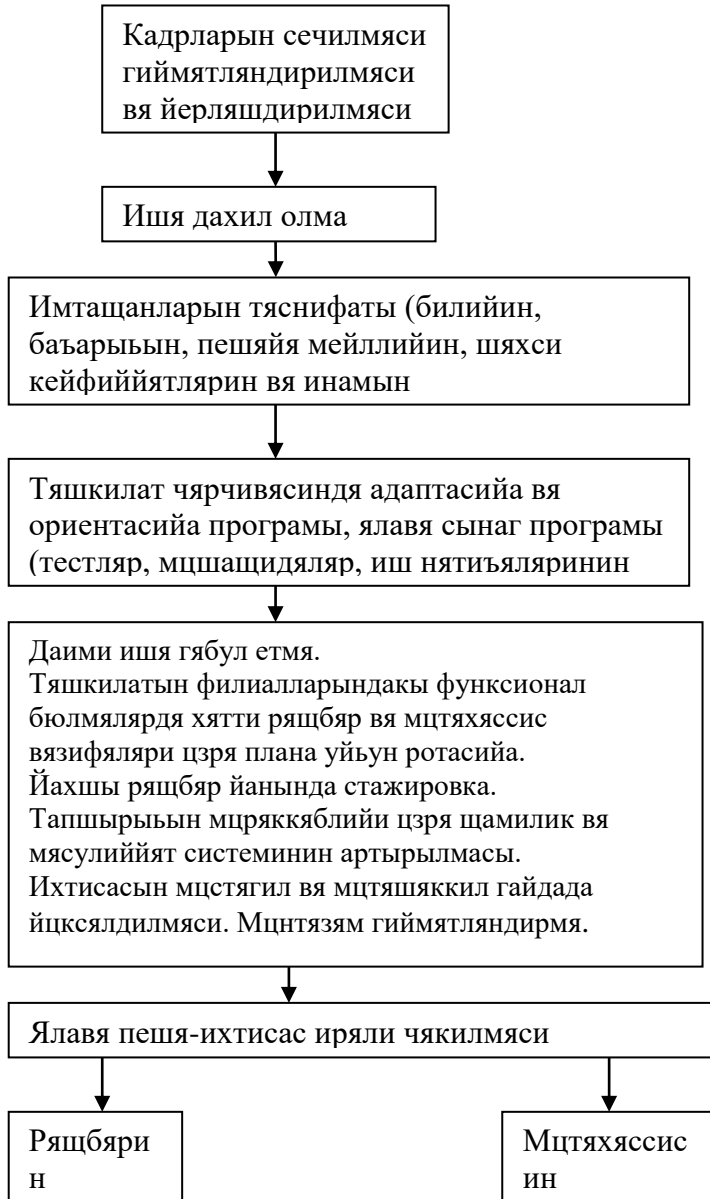 Кадрларын сечилмяси
гиймятляндирилмяси
вя йерляшдирилмяси
Ишя дахил олма
Имтащанларын тяснифаты (билийин,
баъарыьын, пешяйя мейллийин, шяхси
кейфиййятлярин вя инамын
Тяшкилат чярчивясиндя адаптасийа вя
ориентасийа програмы, ялавя сынаг програмы
(тестляр, мцшащидяляр, иш нятиъяляринин
Даими ишя гябул етмя.
Тяшкилатын филиалларындакы функсионал
бюлмялярдя хятти рящбяр вя мцтяхяссис
вязифяляри цзря плана уйьун ротасийа.
Йахшы рящбяр йанында стажировка.
Тапшырыьын мцряккяблийи цзря щамилик вя
мясулиййят системинин артырылмасы.
Ихтисасын мцстягил вя мцтяшяккил гайдада
йцксялдилмяси. Мцнтязям гиймятляндирмя.
Ялавя пешя-ихтисас иряли чякилмяси
Рящбяри
н
Мцтяхяссис
ин